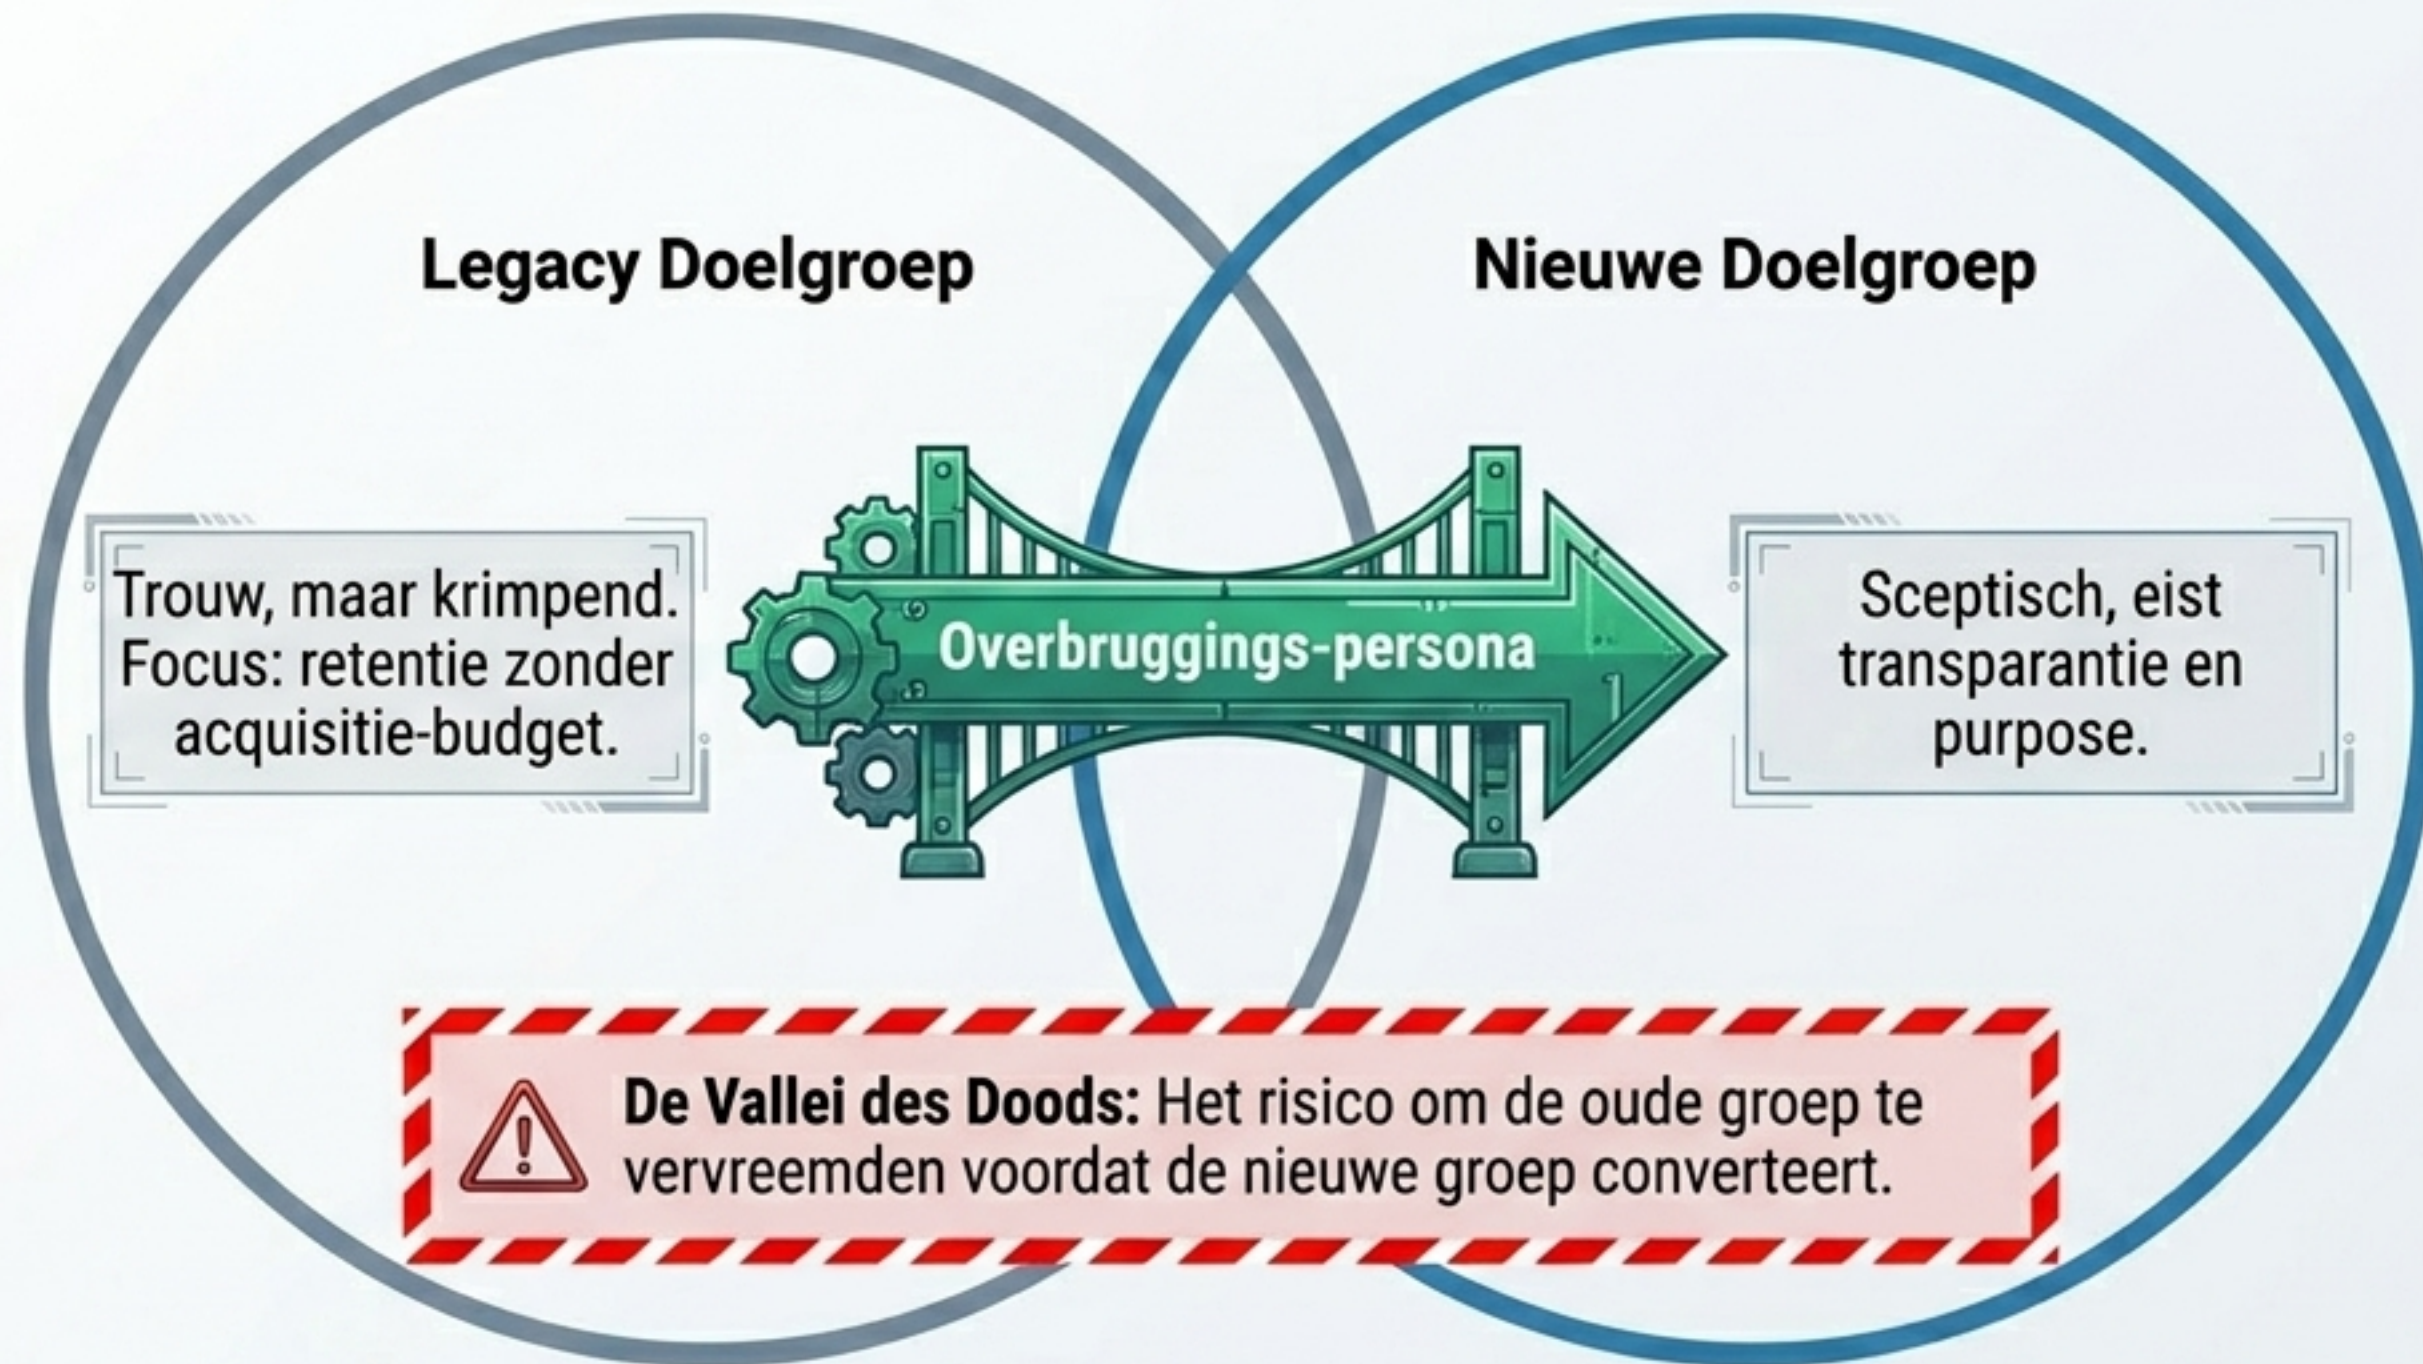 Legacy Doelgroep
Nieuwe Doelgroep
Trouw, maar krimpend.
Focus: retentie zonder
acquisitie-budget.
Overbruggings-persona
Sceptisch, eist
transparantie en
purpose.
De Vallei des Doods: Het risico om de oude groep te
vervreemden voordat de nieuwe groep converteert.